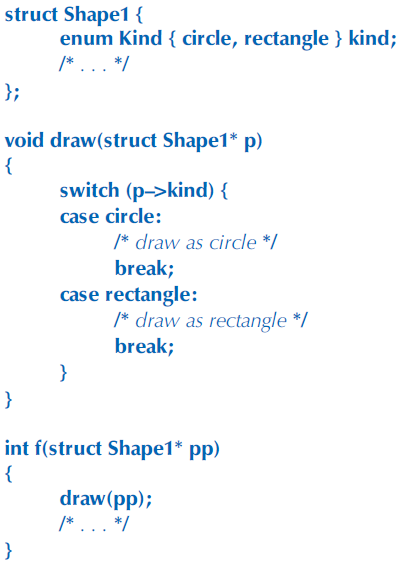 struct Shape1 {
enum Kind { circle, rectangle } kind;
/* . . . */
};
void draw(struct Shape1* p)
{
switch (p–>kind) {
case circle:
/* draw as circle */
break;
case rectangle:
/* draw as rectangle */
break;
}
}
int f(struct Shape1* pp)
{
draw(pp);
/* . . . */
}